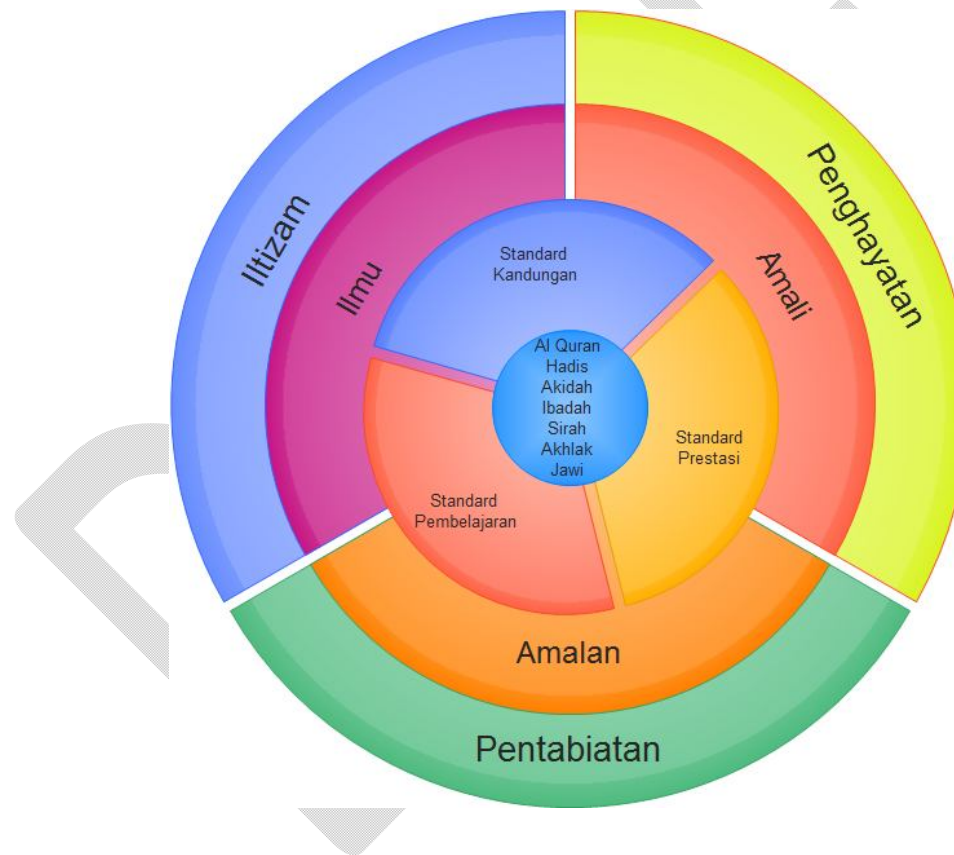 Iltizam
Penghayatan
Ilmu
Amali
Standard
Kandungan
Al Quran
Hadis
Akidah
Ibadah
Sirah
Akhlak
Jawi
Standard
Prestasi
Standard
Pembelajaran
Amalan
Pentabiatan